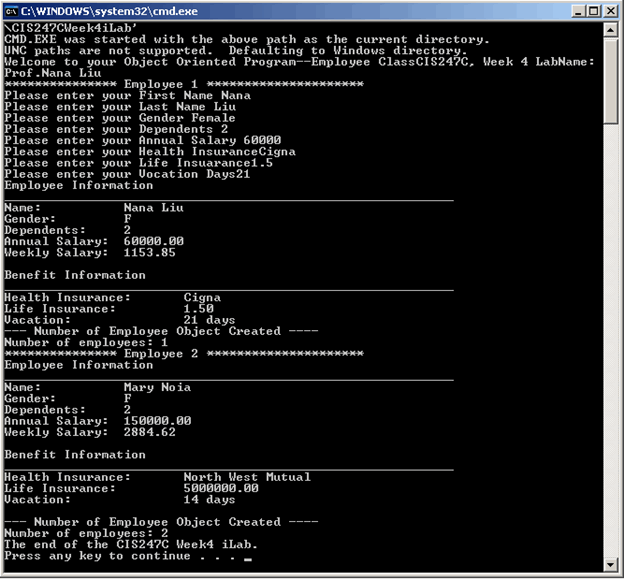 C:\WINDOWS\system32\cmd.exe
\CIS247CWeek4iLab'
CMD.EXE was started with the above path as the current directory.
UNC paths are not supported.  Defaulting to Windows directory.
Welcome to your Object Oriented Program--Employee ClassCIS247C, Week 4 LabName:
Prof.Nana Liu
*************** Employee 1 *********************
Please enter your First Name Nana
Please enter your Last Name Liu
Please enter your Gender Female
Please enter your Dependents 2
Please enter your Annual Salary 60000
Please enter your Health InsuranceCigna
Please enter your Life Insuarance1.5
Please enter your Vocation Days21
Employee Information
Name: Nana Liu
Gender: F
Dependents: 2
Annual Salary: 60000.00
Weekly Salary: 1153.85
Benefit Information
Health Insurance: Cigna
Life Insurance: 1.50
Vacation: 21 days
--- Number of Employee Object Created ----
Number of employees: 1
*************** Employee 2 *********************
Employee Information
Name: Mary Noia
Gender: F
Dependents: 2
Annual Salary: 150000.00
Weekly Salary: 2884.62
Benefit Information
Health Insurance: North West Mutual
Life Insurance: 5000000.00
Vacation: 14 days
--- Number of Employee Object Created ----
Number of employees: 2
The end of the CIS247C Week4 iLab.
Press any key to continue . . . _